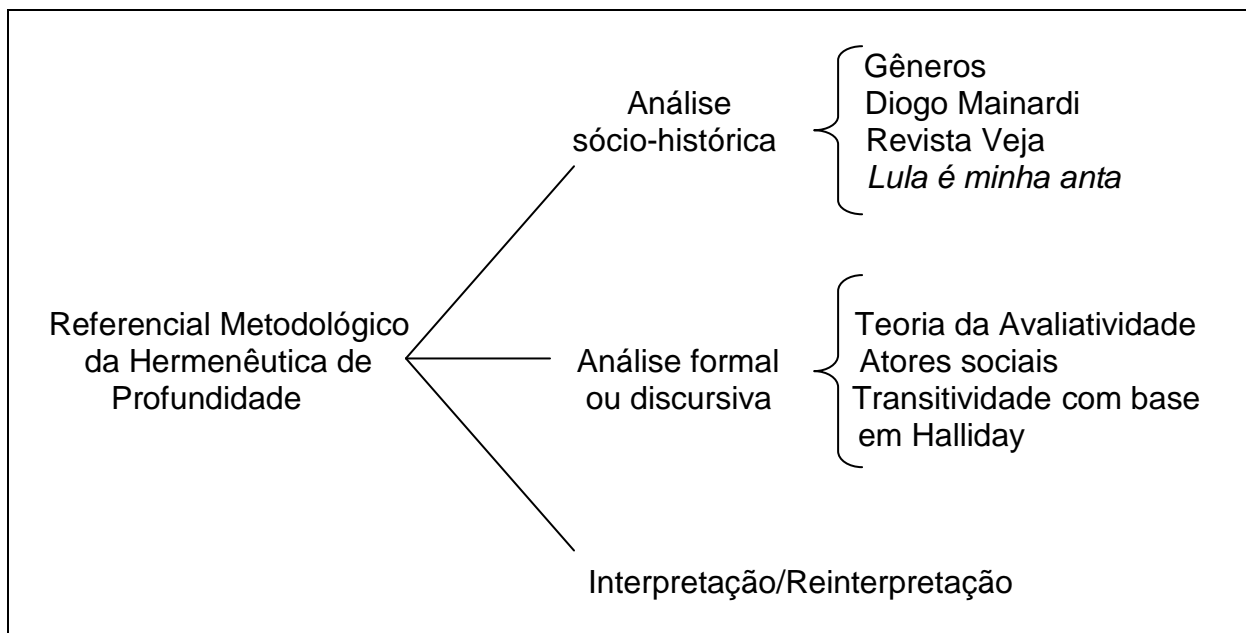 Análise
sócio-histórica
Gêneros
Diogo Mainardi
Revista Veja
Lula é minha anta
Referencial Metodológico
da Hermenêutica de
Profundidade
Análise formal
ou discursiva
Teoria da Avaliatividade
Atores sociais
Transitividade com base
em Halliday
Interpretação/Reinterpretação